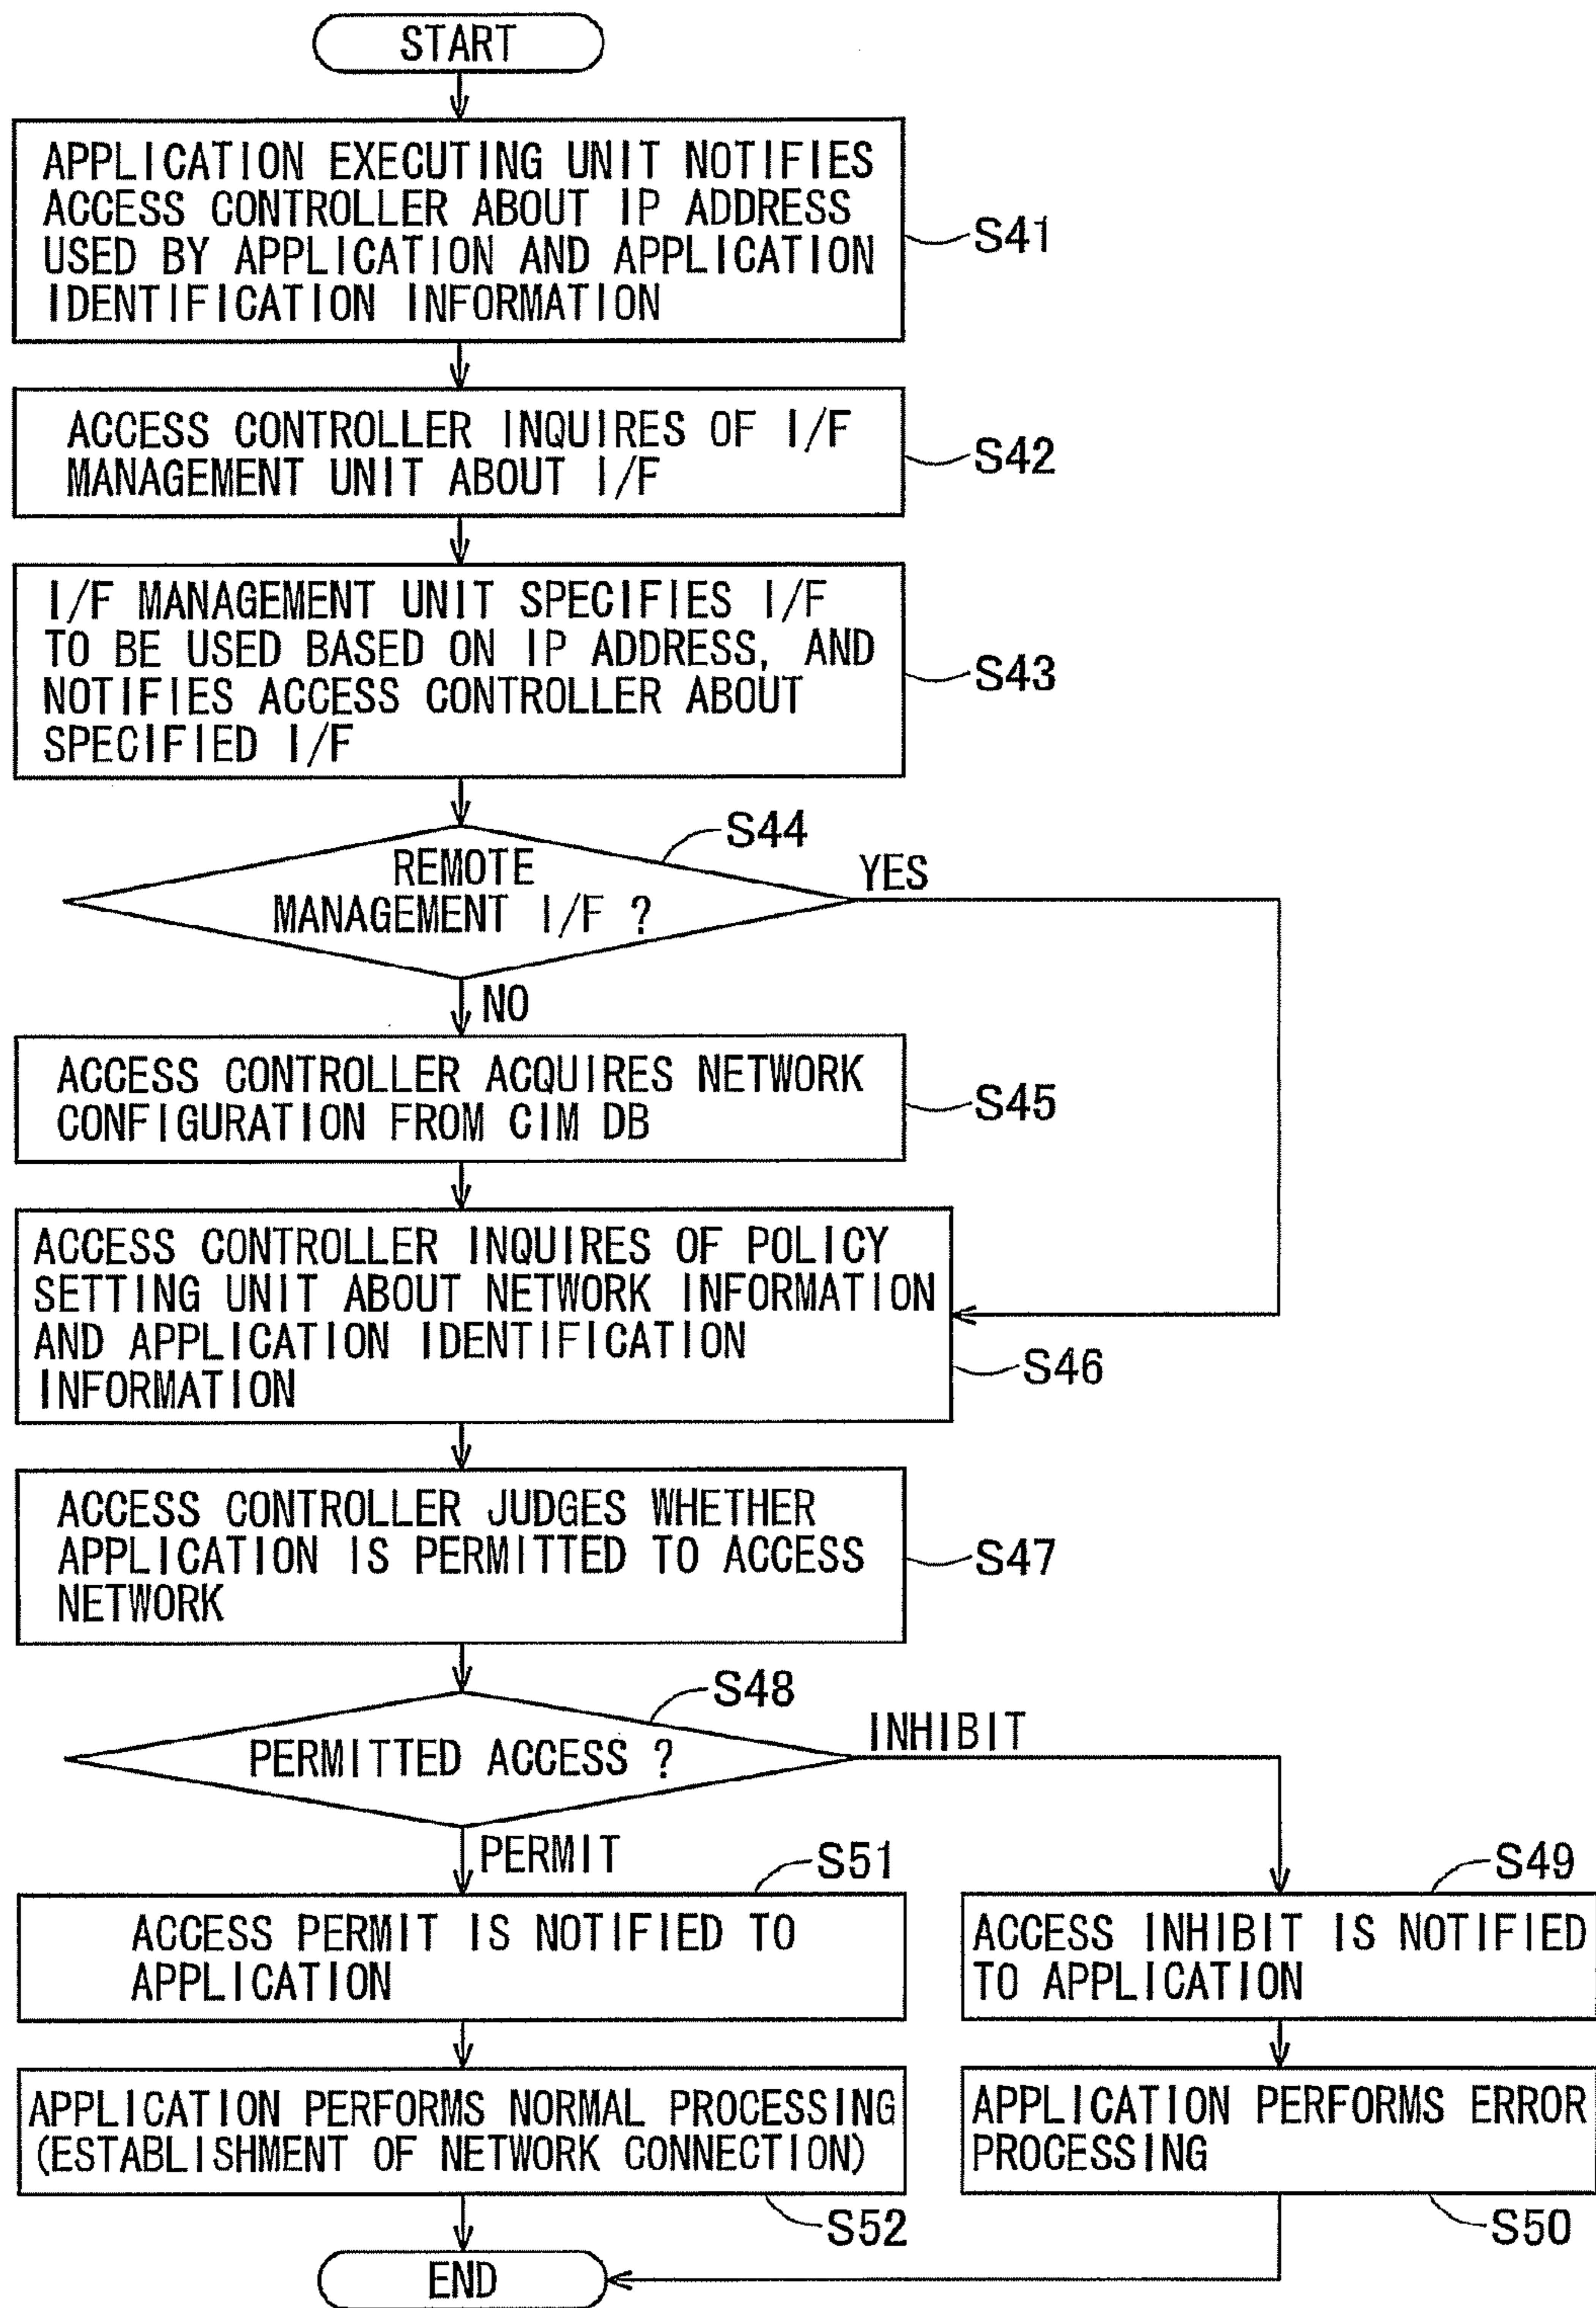 START
APPLICATION EXECUTING UNIT NOTIFIES
ACCESS CONTROLLER ABOUT IP ADDRESS
USED BY APPLICATION AND APPLICATION
IDENTIFICATION INFORMATION
S41
ACCESS CONTROLLER INQUIRES OF I/F
MANAGEMENT UNIT ABOUT I/F
S42
I/F MANAGEMENT UNIT SPECIFIES I/F
TO BE USED BASED ON IP ADDRESS, AND
NOTIFIES ACCESS CONTROLLER ABOUT
SPECIFIED I/F
S43
S44
REMOTE
MANAGEMENT I/F ?
YES
NO
ACCESS CONTROLLER ACQUIRES NETWORK
CONFIGURATION FROM CIM DB
S45
ACCESS CONTROLLER INQUIRES OF POLICY
SETTING UNIT ABOUT NETWORK INFORMATION
AND APPLICATION IDENTIFICATION
INFORMATION
S46
ACCESS CONTROLLER JUDGES WHETHER
APPLICATION IS PERMITTED TO ACCESS
NETWORK
S47
S48
PERMITTED ACCESS ?
INHIBIT
PERMIT
S51
ACCESS PERMIT IS NOTIFIED TO
APPLICATION
S49
ACCESS INHIBIT IS NOTIFIED
TO APPLICATION
APPLICATION PERFORMS NORMAL PROCESSING
(ESTABLISHMENT OF NETWORK CONNECTION)
S52
APPLICATION PERFORMS ERROR
PROCESSING
S50
END